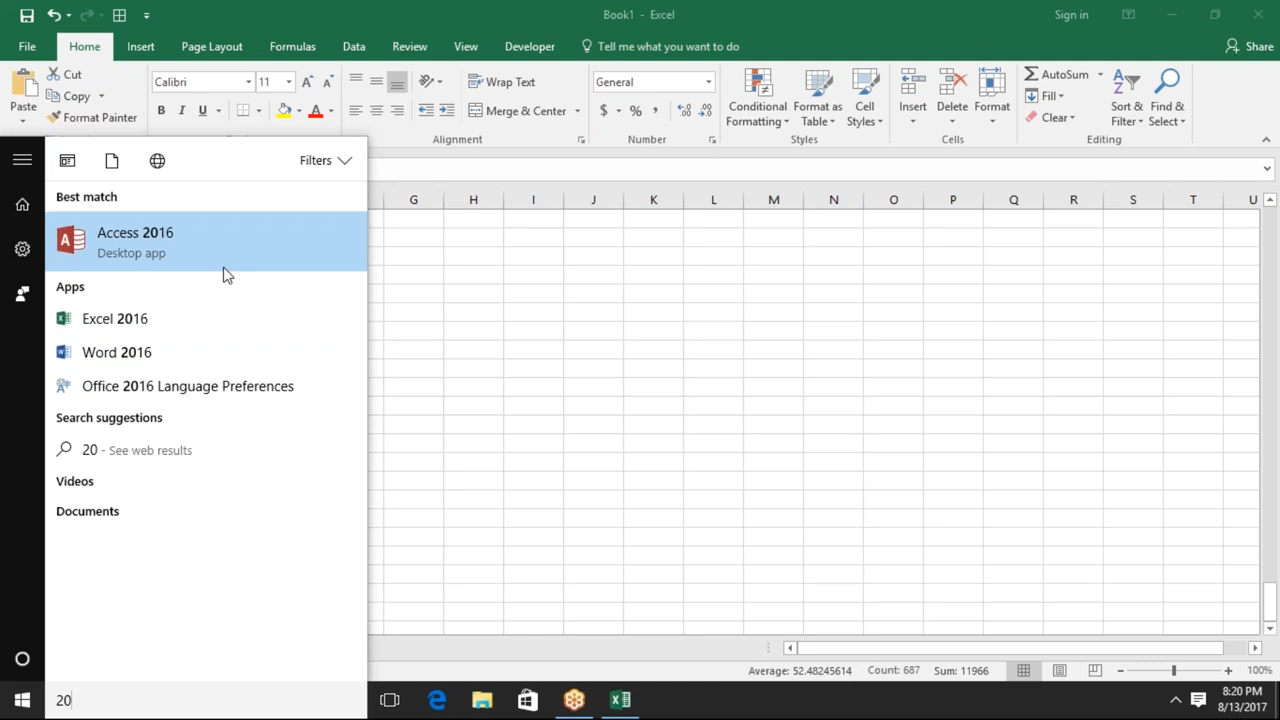 Book1 - Excel
Sign in
File Home Insert Page Layout Formulas Data Review View Developer Tell me what you want to do Share
Paste
Cut
Copy
Format Painter
Calibri 11
B I U
Wrap Text
Merge & Center
Alignment
General
$ % ,
Number
Conditional Formatting
Format as Table
Cell Styles
Styles
Insert Delete Format
Cells
AutoSum
Fill
Clear
Sort & Filter
Find & Select
Editing
G H I J K L M N O P Q R S T U
Filters
Best match
Access 2016
Desktop app
Apps
Excel 2016
Word 2016
Office 2016 Language Preferences
Search suggestions
20 - See web results
Videos
Documents
Average: 52.48245614 Count: 687 Sum: 11966 100%
20
8:20 PM
8/13/2017